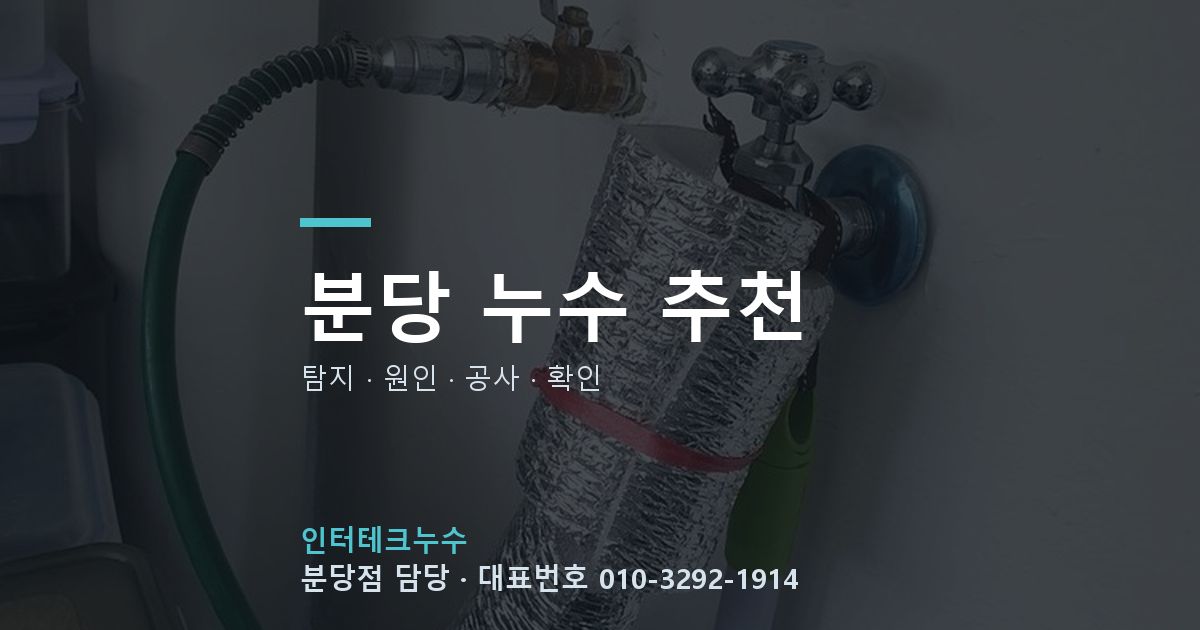 분당 누수 추천
탐지 · 원인 · 공사 · 확인
인터테크누수
분당점 담당 · 대표번호 010-3292-1914